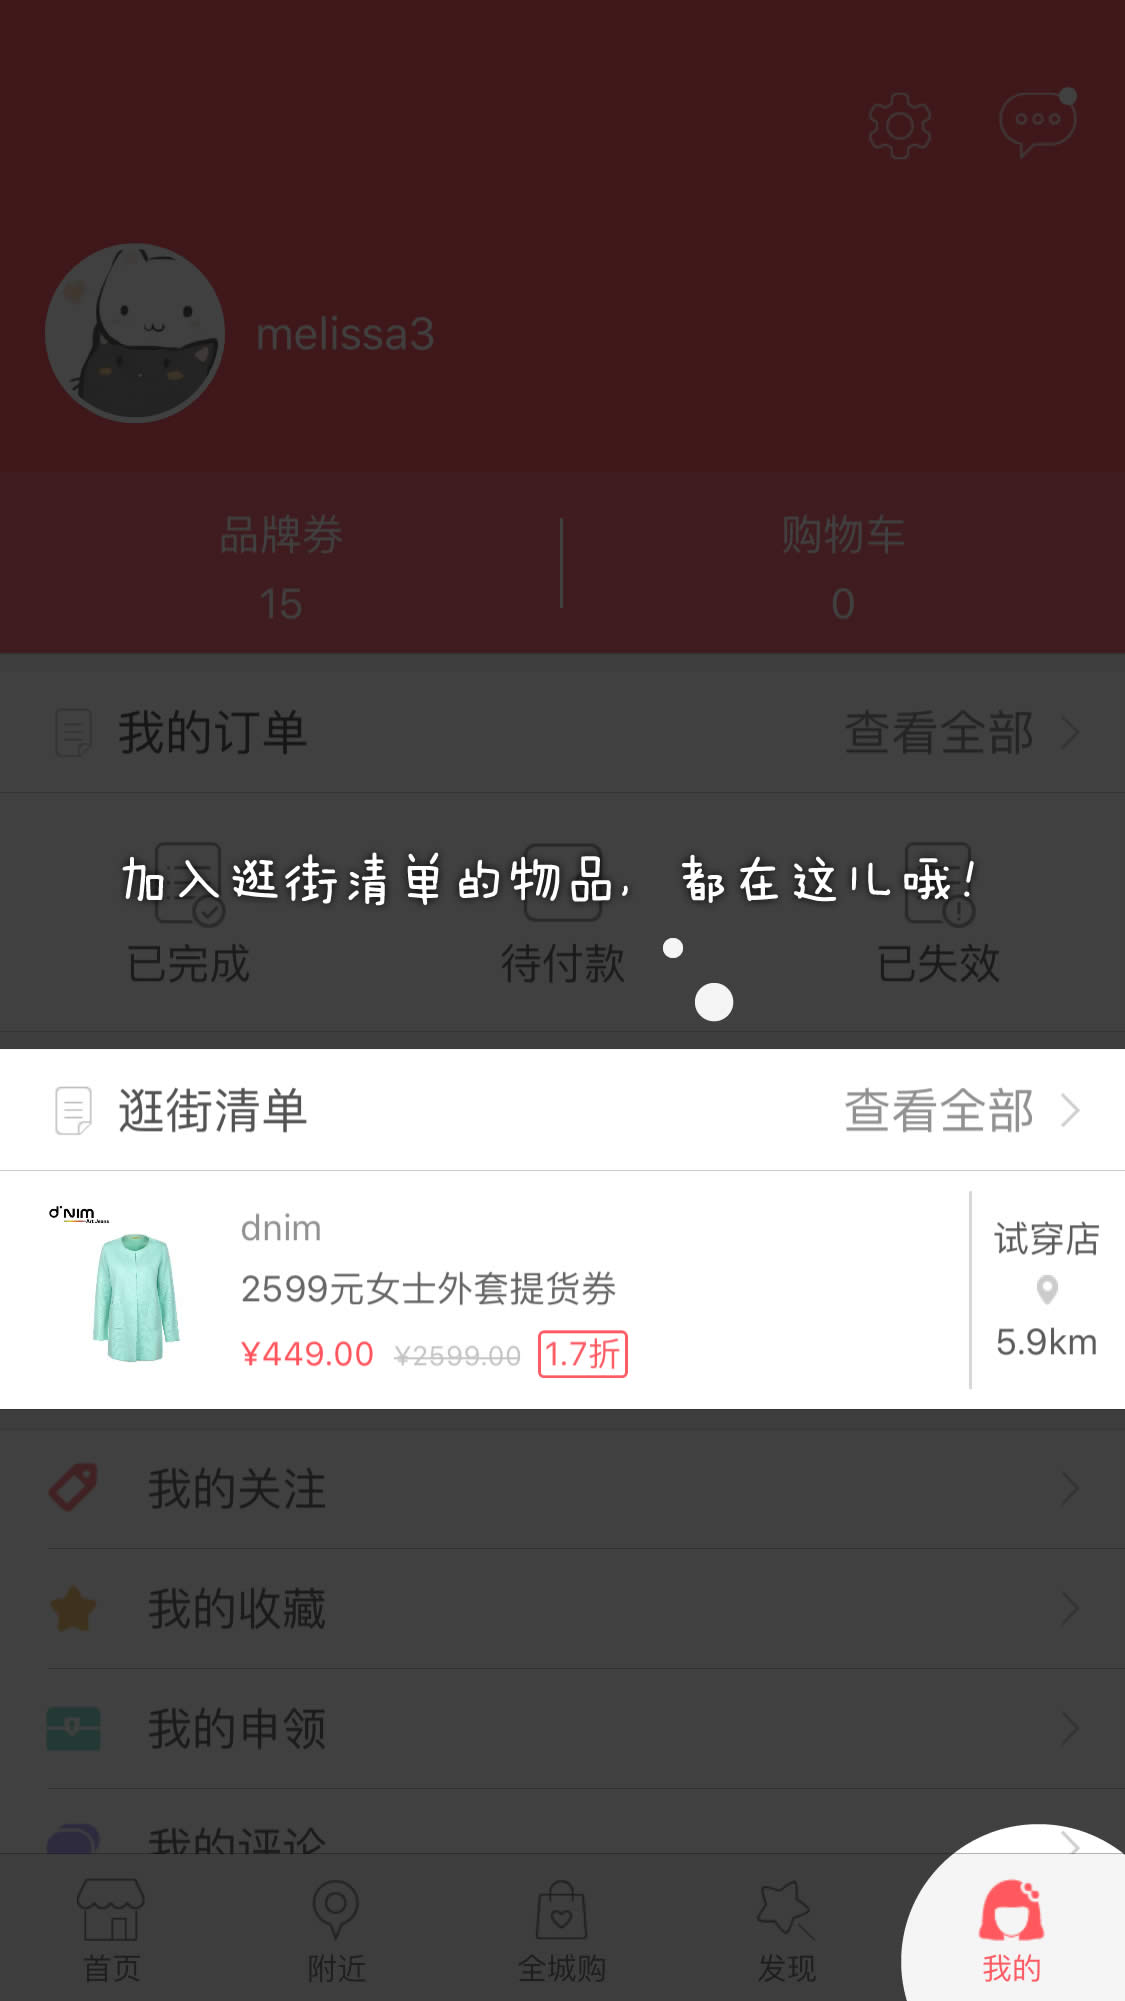 melissa3
品牌券
购物车
15
0
我的订单
查看全部
加入逛街清单的物品，都在这儿哦！
已完成
待付款
已失效
逛街清单
查看全部
d'NIM
Art Jeans
dnim
2599元女士外套提货券
¥449.00 ¥2599.00 1.7折
试穿店
5.9km
我的关注
我的收藏
我的申领
我的评论
首页
附近
全城购
发现
我的